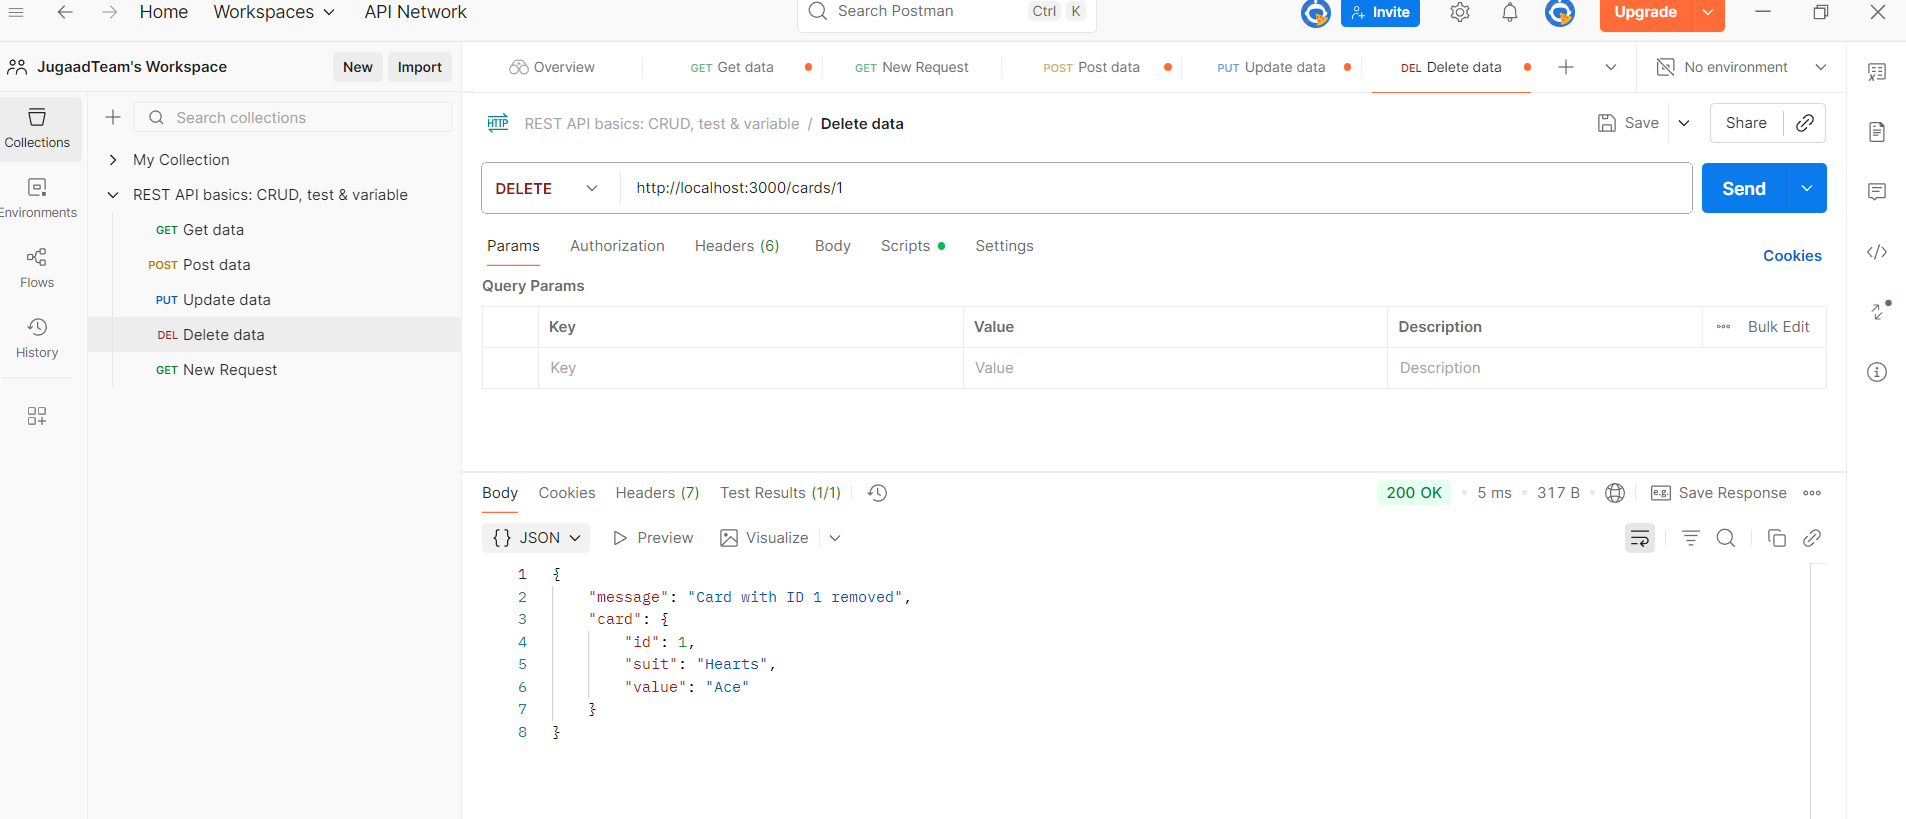 Home Workspaces API Network Search Postman Ctrl K Invite Upgrade
JugaadTeam's Workspace New Import Overview GET Get data GET New Request POST Post data PUT Update data DEL Delete data No environment
Collections
Environments
Flows
History
Search collections
My Collection
REST API basics: CRUD, test & variable
GET Get data
POST Post data
PUT Update data
DEL Delete data
GET New Request
HTTP REST API basics: CRUD, test & variable / Delete data Save Share
DELETE http://localhost:3000/cards/1 Send
Params Authorization Headers (6) Body Scripts Settings Cookies
Query Params
Key Value Description Bulk Edit
Key Value Description
Body Cookies Headers (7) Test Results (1/1) 200 OK 5 ms 317 B e.g. Save Response
{} JSON Preview Visualize
1 {
2 "message": "Card with ID 1 removed",
3 "card": {
4 "id": 1,
5 "suit": "Hearts",
6 "value": "Ace"
7 }
8 }